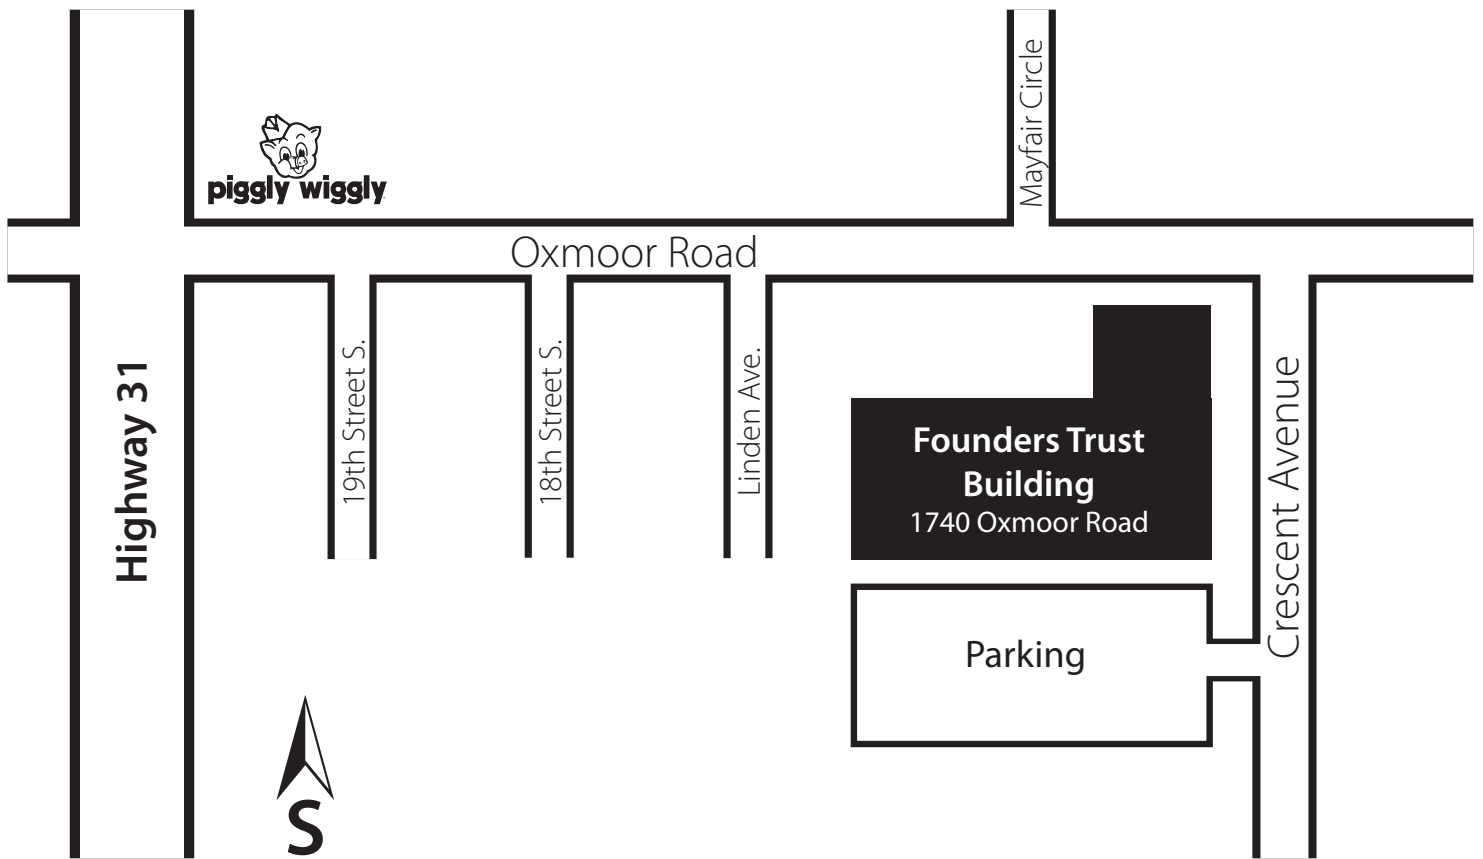 Mayfair Circle
piggly wiggly
Oxmoor Road
Highway 31
19th Street S.
18th Street S.
Linden Ave.
Founders Trust
Building
1740 Oxmoor Road
Crescent Avenue
Parking
S